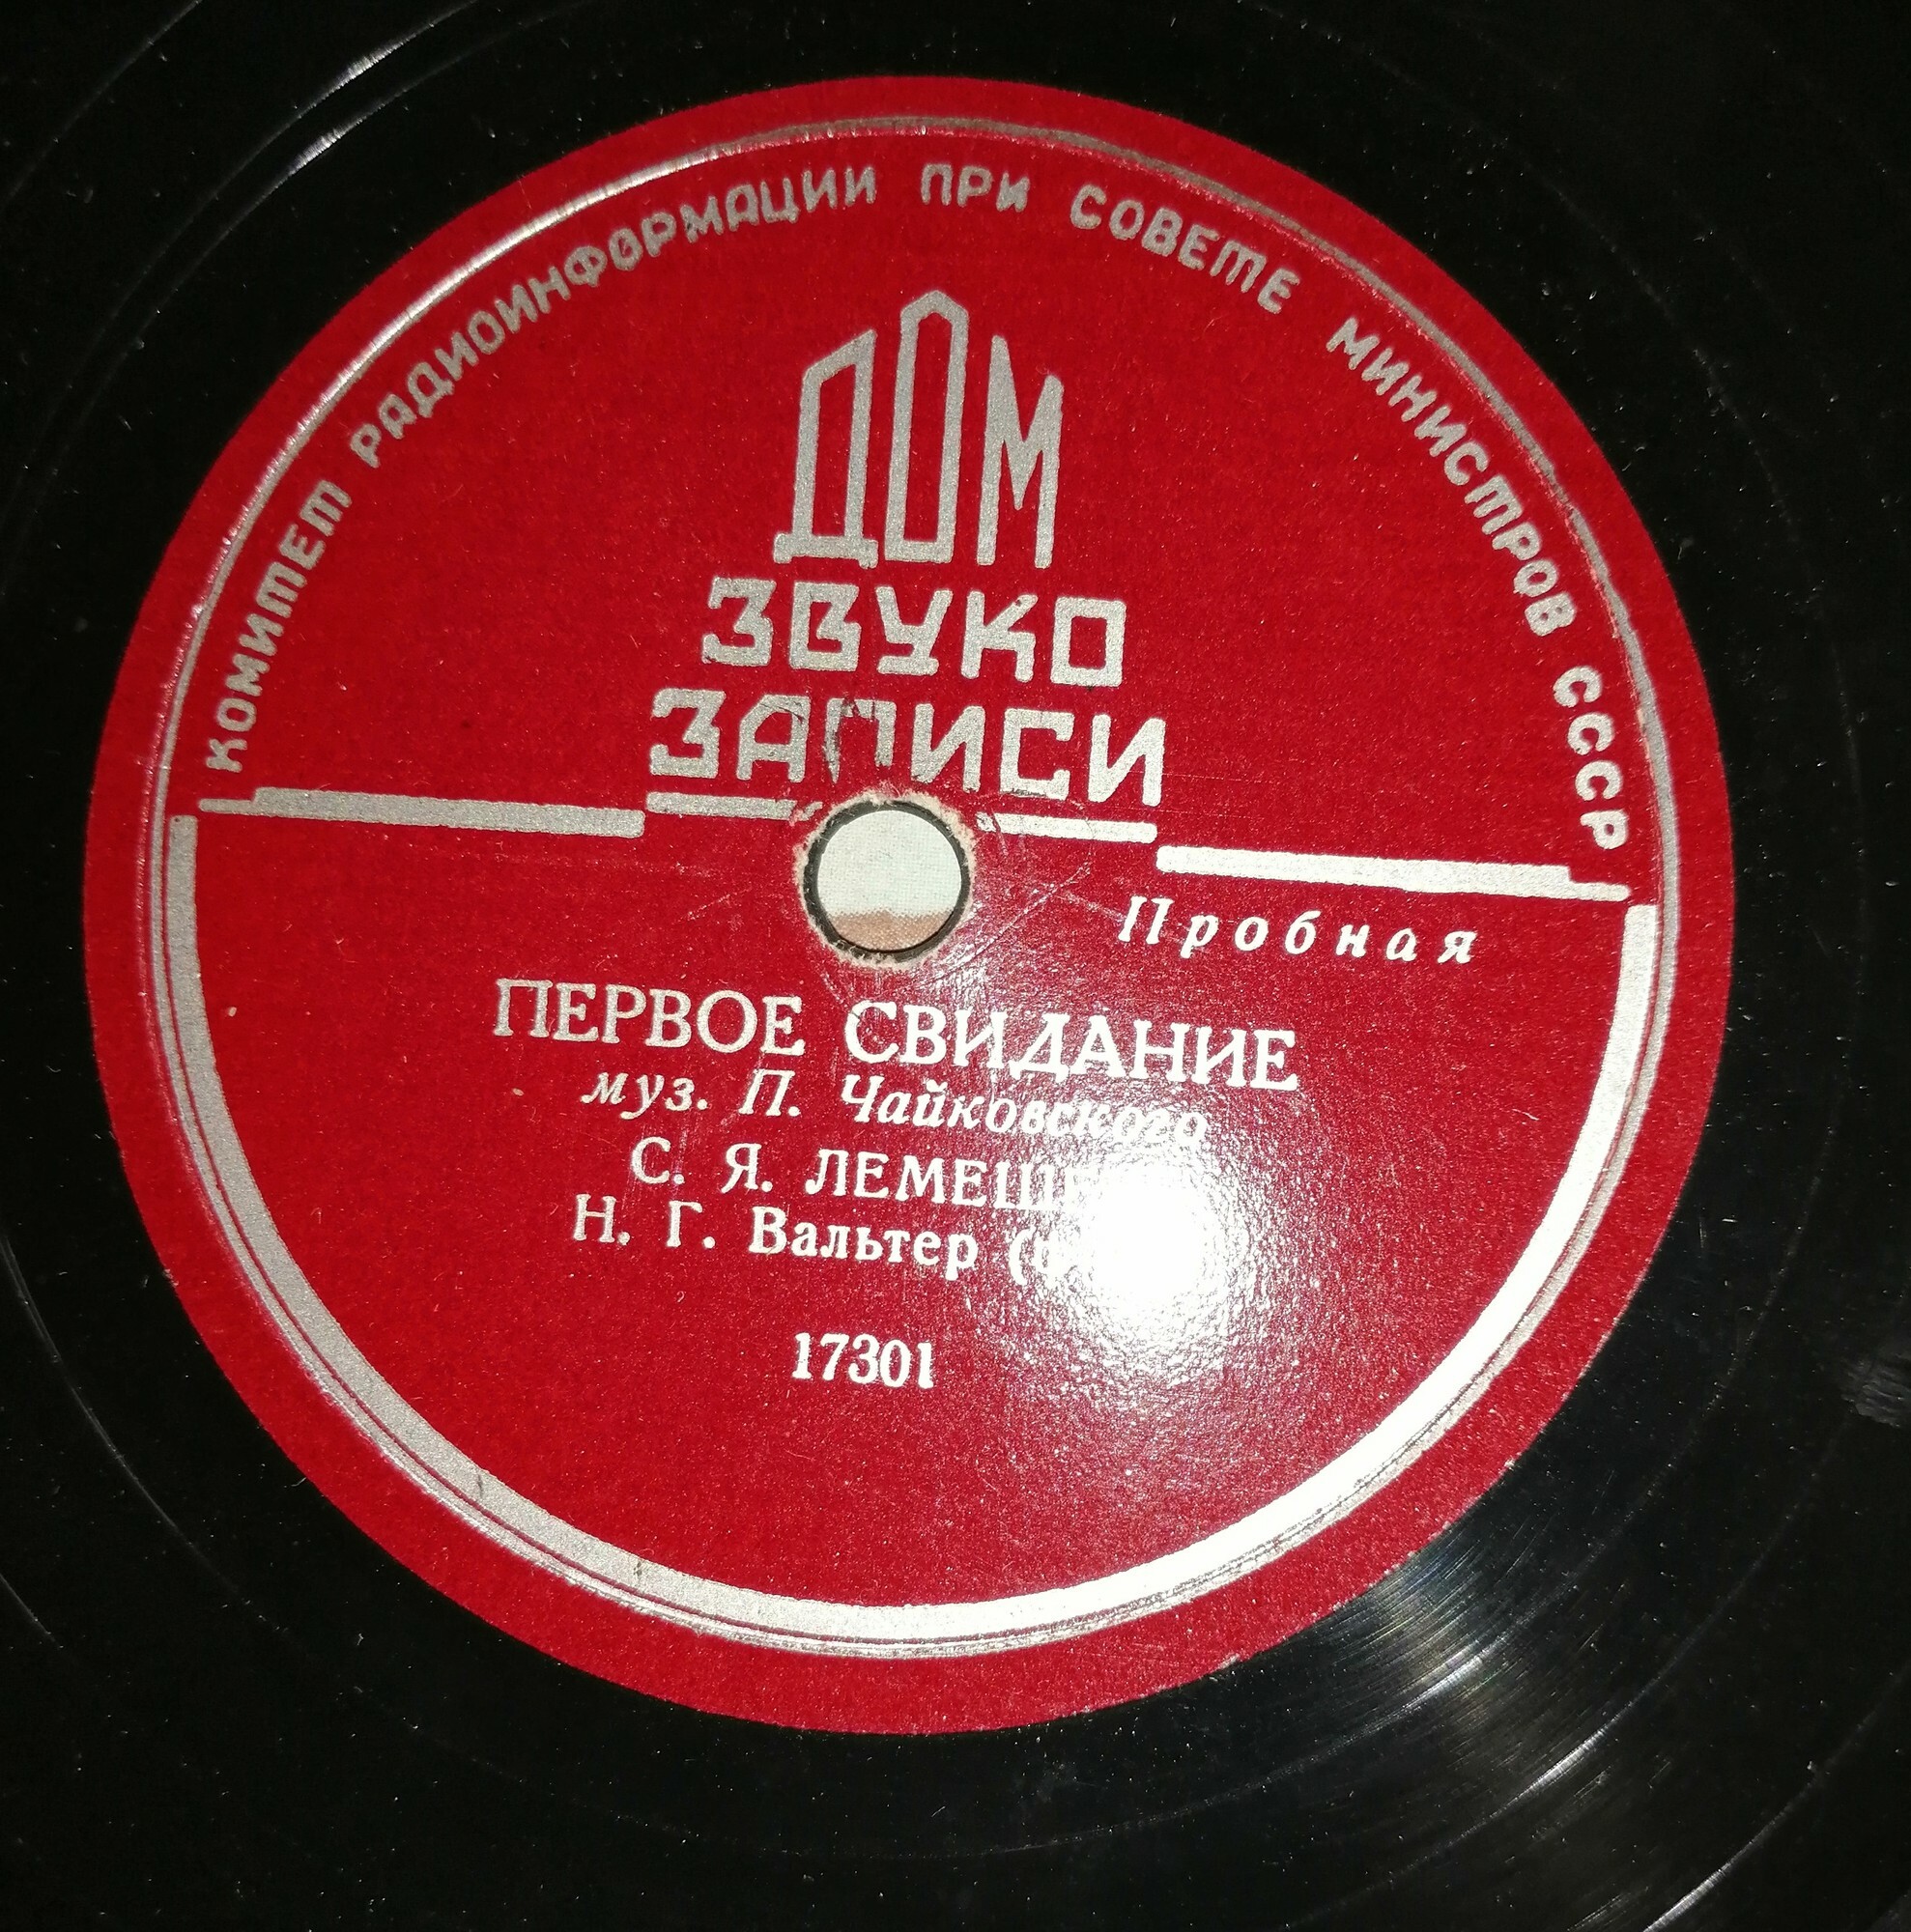 КОМИТЕТ РАДИОИНФОРМАЦИИ ПРИ СОВЕТЕ МИНИСТРОВ СССР
ДОМ
ЗВУКО
ЗАПИСИ
Пробная
ПЕРВОЕ СВИДАНИЕ
муз. П. Чайковского
С. Я.
Н. Г. Вальтер
17301